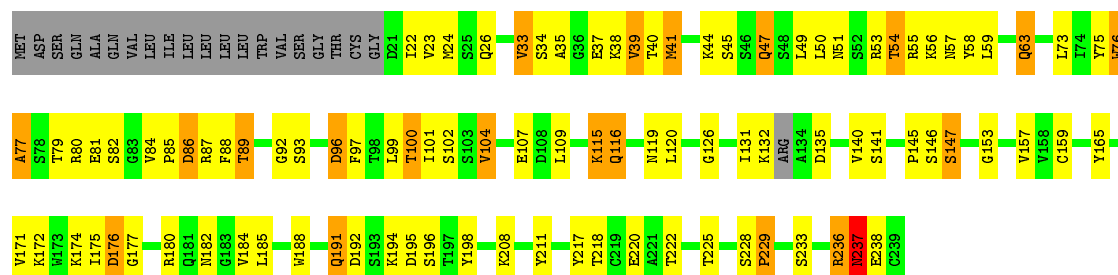 MET ASP SER GLN ALA GLN VAL LEU ILE LEU LEU LEU LEU TRP VAL SER GLY THR CYS GLY D21 I22 V23 M24 S25 Q26 V33 S34 A35 G36 E37 K38 V39 T40 M41 K44 S45 S46 Q47 S48 L49 L50 N51 S52 R53 T54 R55 K56 N57 Y58 L59 Q63 L73 I74 Y75 W76
A77 S78 T79 R80 E81 S82 G83 V84 P85 D86 R87 F88 T89 G92 S93 D96 F97 T98 L99 T100 I101 S102 S103 V104 E107 D108 L109 K115 Q116 N119 L120 G126 I131 K132 ARG A134 D135 V140 S141 P145 S146 S147 G153 V157 V158 C159 Y165
V171 K172 W173 K174 I175 D176 G177 R180 Q181 N182 G183 V184 L185 W188 Q191 D192 S193 K194 D195 S196 T197 Y198 K208 Y211 Y217 T218 C219 E220 A221 T222 T225 S228 P229 S233 R236 N237 E238 C239